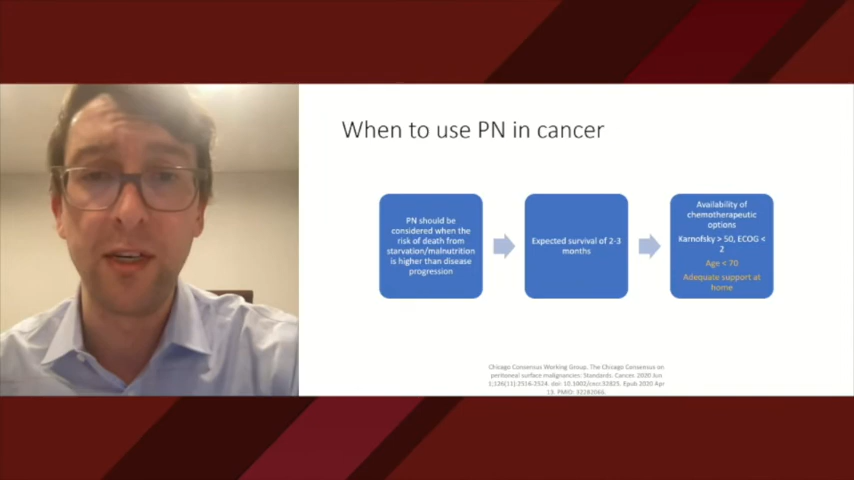 When to use PN in cancer
PN should be
considered when the
risk of death from
starvation/malnutrition
is higher than disease
progression
Expected survival of 2-3
months
Availability of
chemotherapeutic
options
Karnofsky > 50, ECOG <
2
Age < 70
Adequate support at
home
Chicago Consensus Working Group. The Chicago Consensus on
peritoneal surface malignancies: Standards. Cancer. 2020 Jun
1;126(11):2516-2524. doi: 10.1002/cncr.32825. Epub 2020 Apr
13. PMID: 32282066.